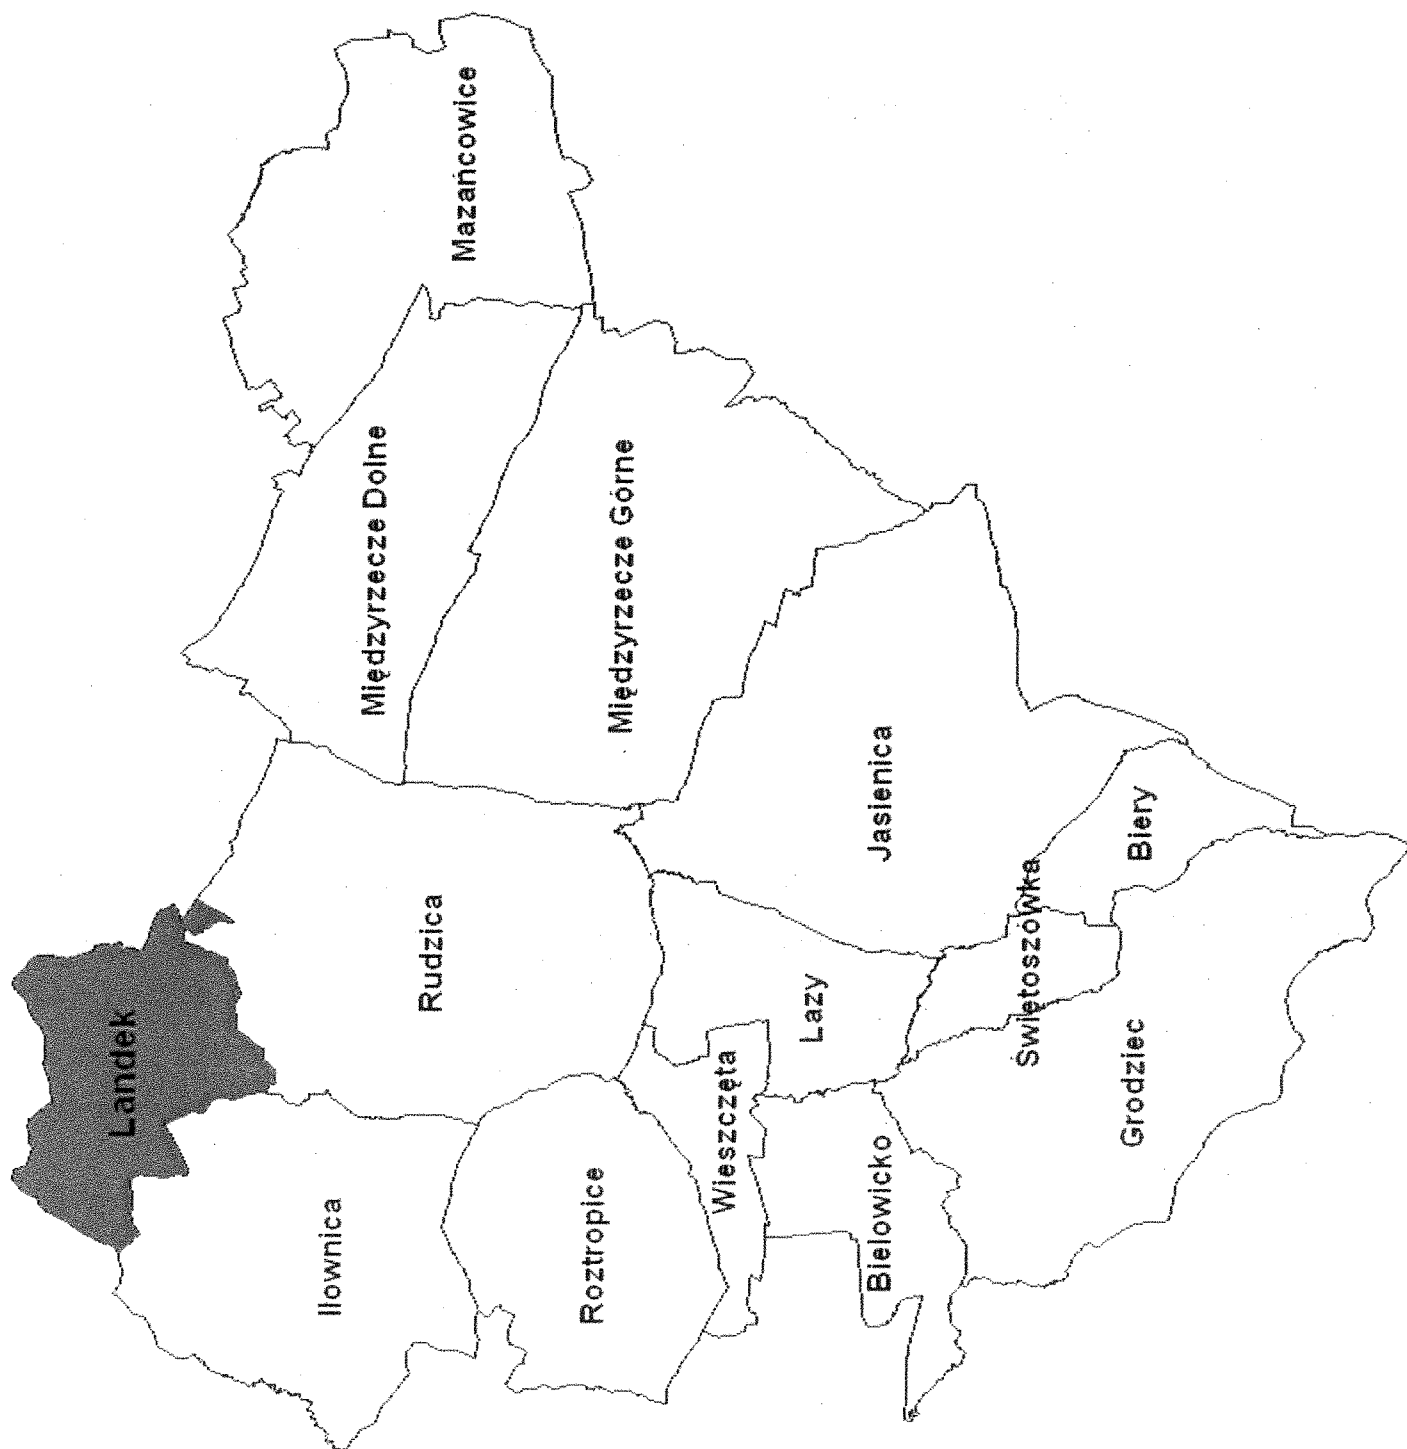 Landek
Iłownica
Rudzica
Międzyrzecze Dolne
Mazańcowice
Roztropice
Międzyrzecze Górne
Wieszczęta
Łazy
Bielowicko
Jasienica
Świętoszówka
Grodziec
Biery